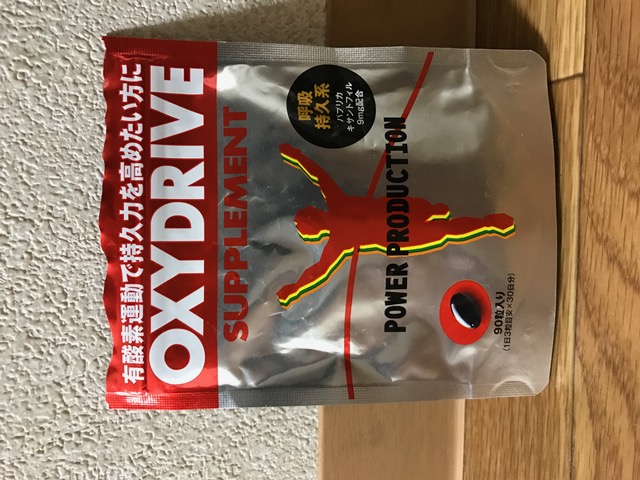 有酸素運動で持久力を高めたい方に
OXYDRIVE
SUPPLEMENT
呼吸
持久系
パプリカ
キサントフィル
9mg配合
POWER PRODUCTION
90粒入り
(1日3粒目安×30日分)